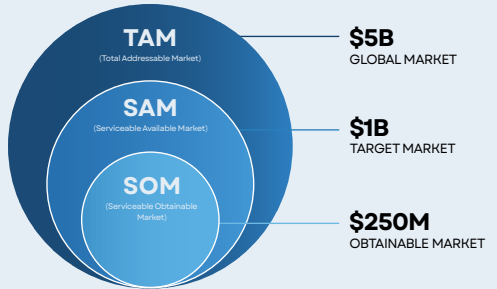 TAM
(Total Addressable Market)
$5B
GLOBAL MARKET
SAM
(Serviceable Available Market)
$1B
TARGET MARKET
SOM
(Serviceable Obtainable
Market)
$250M
OBTAINABLE MARKET